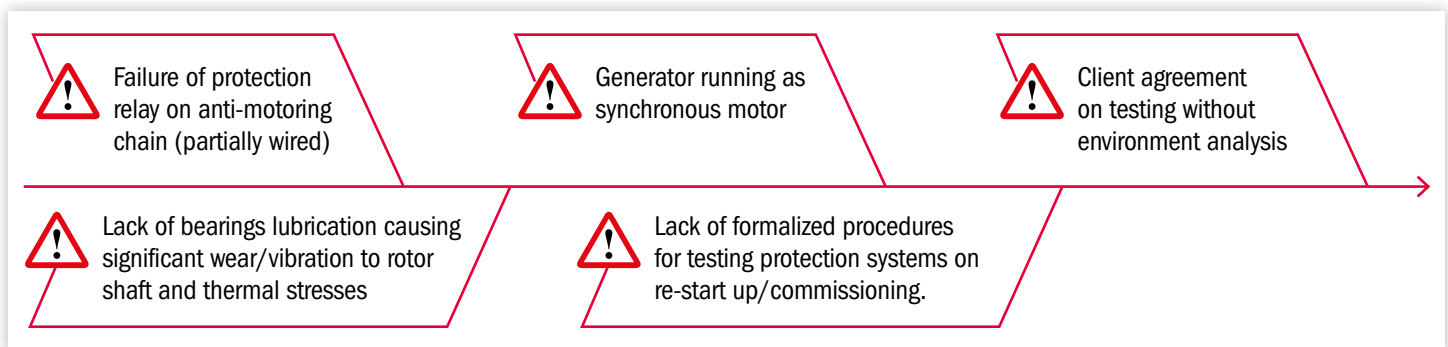 Failure of protection
relay on anti-motoring
chain (partially wired)
Generator running as
synchronous motor
Client agreement
on testing without
environment analysis
Lack of bearings lubrication causing
significant wear/vibration to rotor
shaft and thermal stresses
Lack of formalized procedures
for testing protection systems on
re-start up/commissioning.